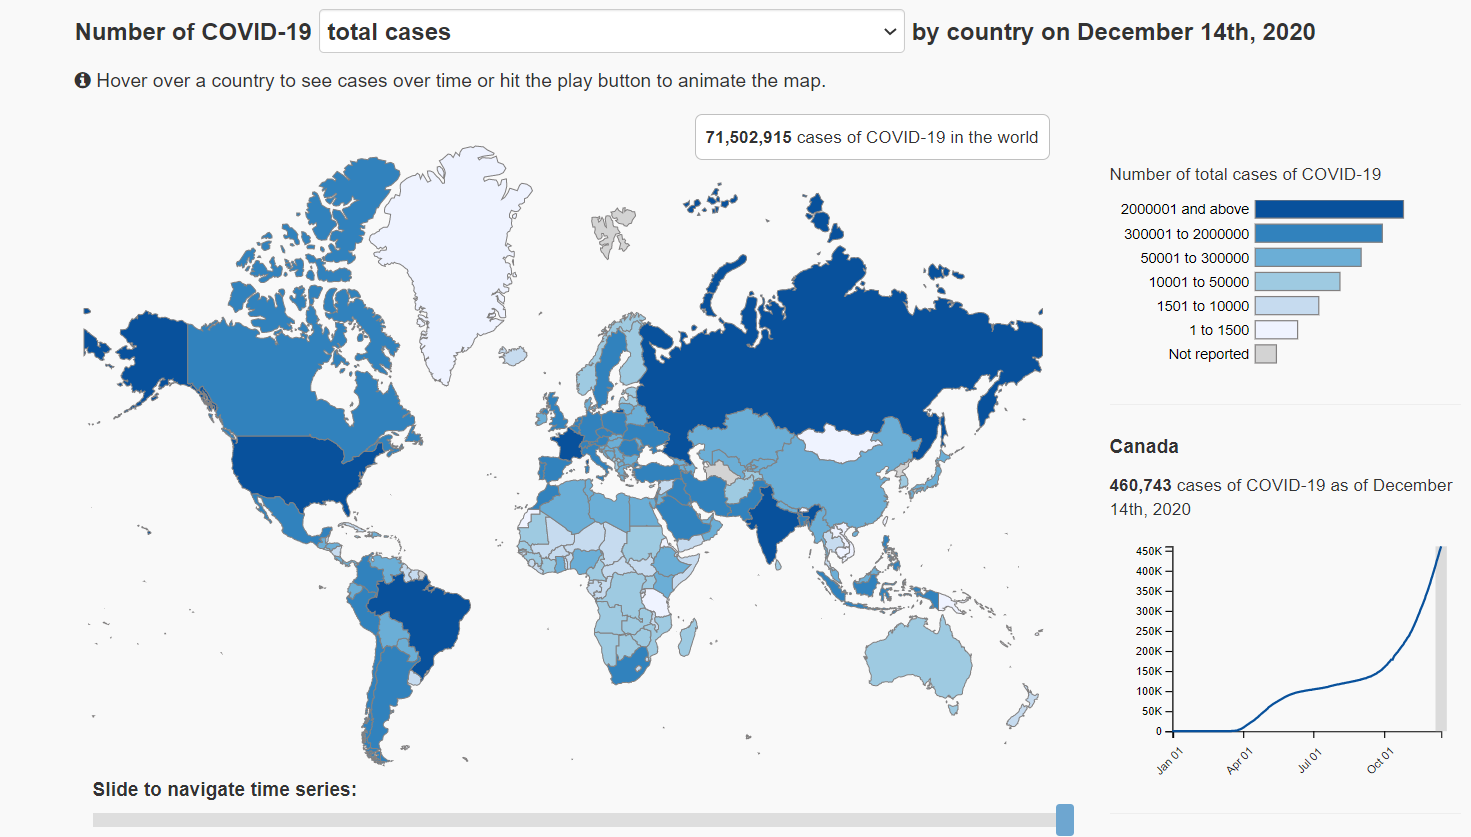 Number of COVID-19 total cases by country on December 14th, 2020
Hover over a country to see cases over time or hit the play button to animate the map.
71,502,915 cases of COVID-19 in the world
Number of total cases of COVID-19
2000001 and above
300001 to 2000000
50001 to 300000
10001 to 50000
1501 to 10000
1 to 1500
Not reported
Canada
460,743 cases of COVID-19 as of December
14th, 2020
450K
400K
350K
300K
250K
200K
150K
100K
50K
0
Jan 01
Apr 01
Jul 01
Oct 01
Slide to navigate time series: